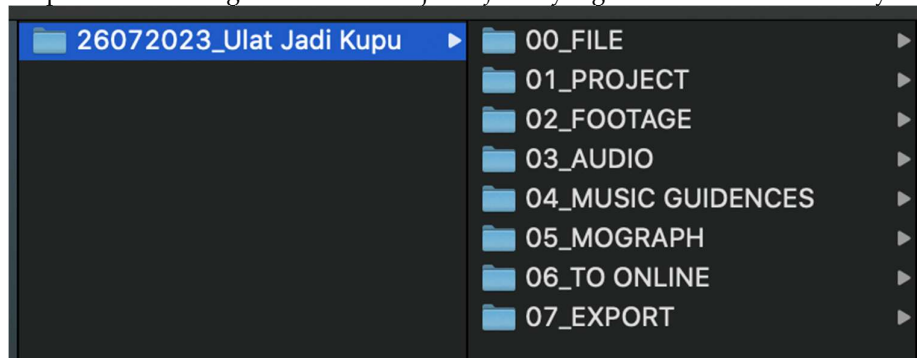 26072023_Ulat Jadi Kupu
00_FILE
01_PROJECT
02_FOOTAGE
03_AUDIO
04_MUSIC GUIDENCES
05_MOGRAPH
06_TO ONLINE
07_EXPORT